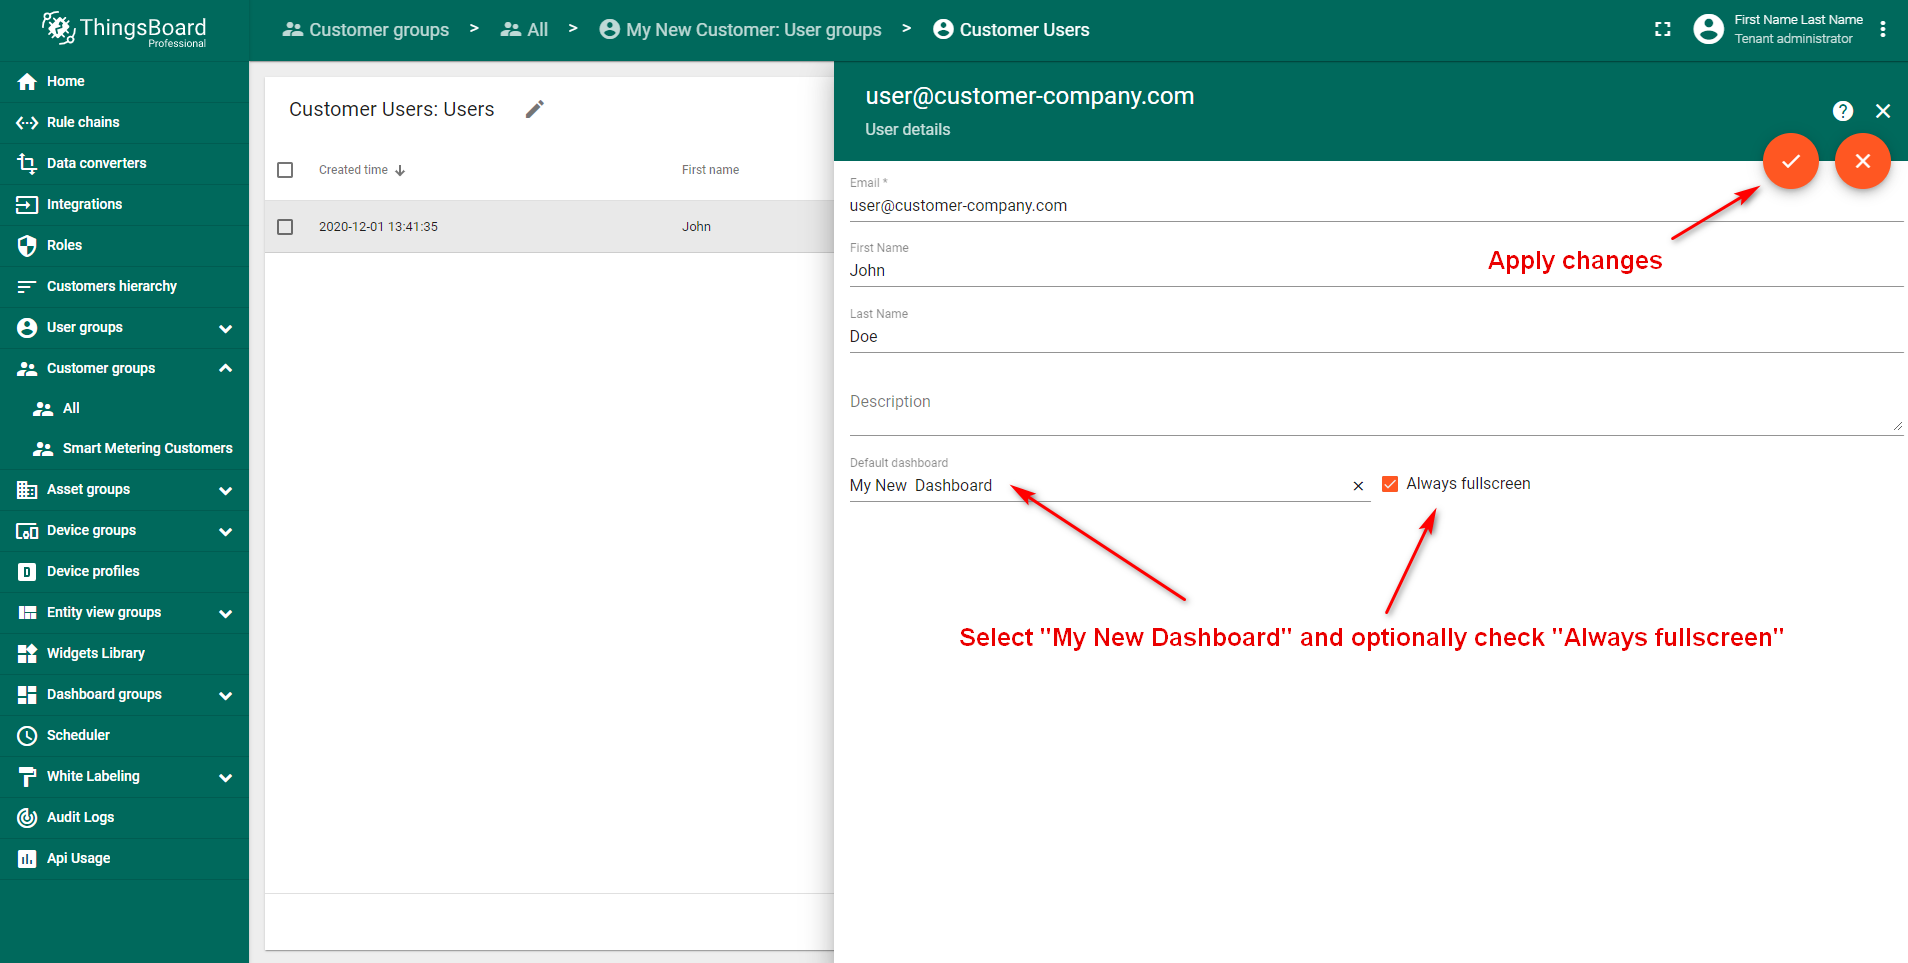 ThingsBoard
Professional
Customer groups > All > My New Customer: User groups > Customer Users
First Name Last Name
Tenant administrator
Home
Rule chains
Data converters
Integrations
Roles
Customers hierarchy
User groups
Customer groups
All
Smart Metering Customers
Asset groups
Device groups
Device profiles
Entity view groups
Widgets Library
Dashboard groups
Scheduler
White Labeling
Audit Logs
Api Usage
Customer Users: Users
Created time First name
2020-12-01 13:41:35 John
user@customer-company.com
User details
Email *
user@customer-company.com
First Name
John
Last Name
Doe
Description
Default dashboard
My New  Dashboard
Always fullscreen
Apply changes
Select "My New Dashboard" and optionally check "Always fullscreen"